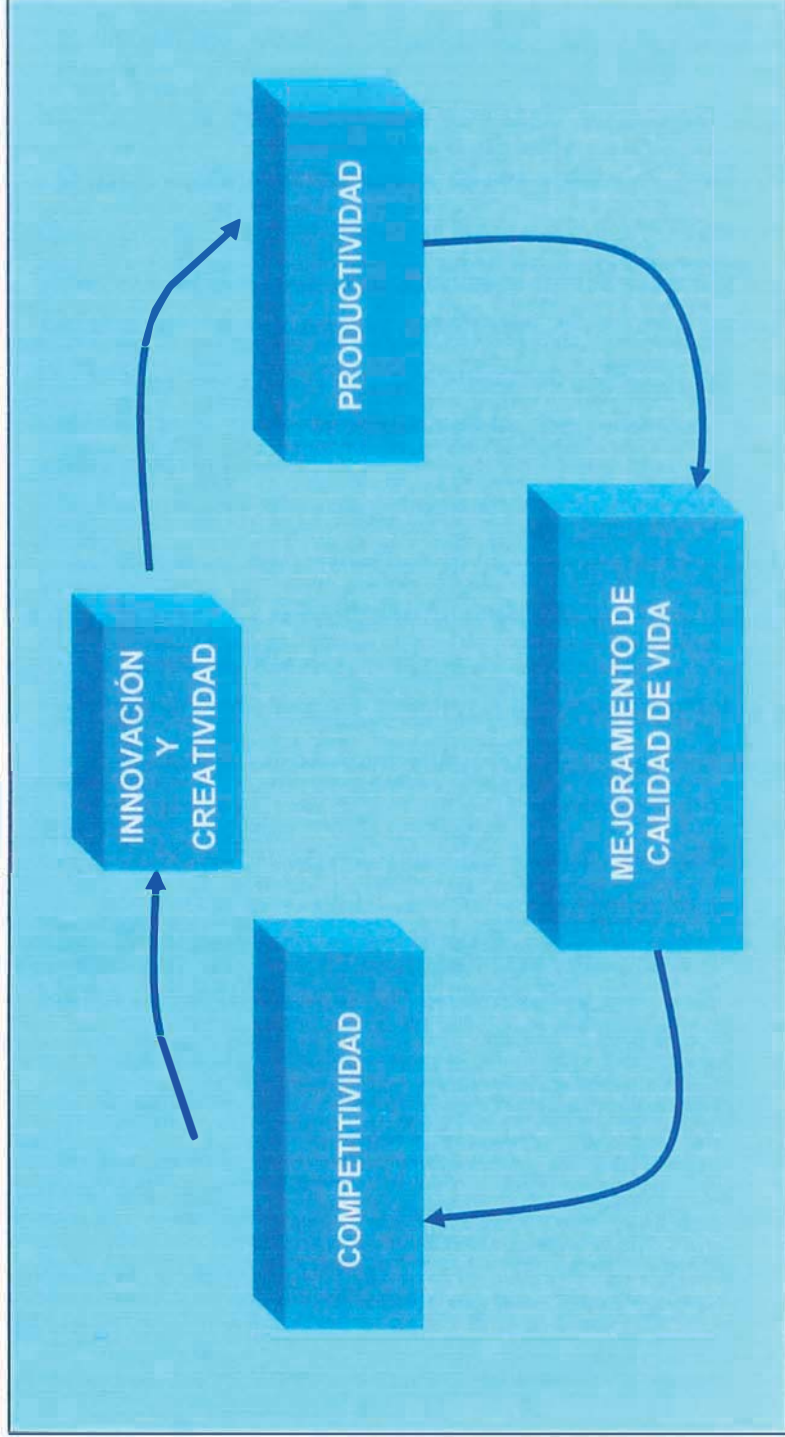 INNOVACIÓN
Y
CREATIVIDAD
COMPETITIVIDAD
PRODUCTIVIDAD
MEJORAMIENTO DE
CALIDAD DE VIDA